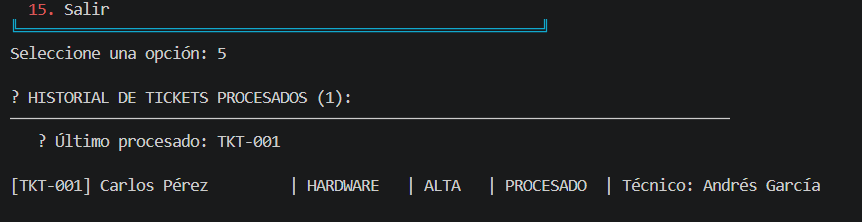 15. Salir
Seleccione una opción: 5
? HISTORIAL DE TICKETS PROCESADOS (1):
? Último procesado: TKT-001
[TKT-001] Carlos Pérez | HARDWARE | ALTA | PROCESADO | Técnico: Andrés García